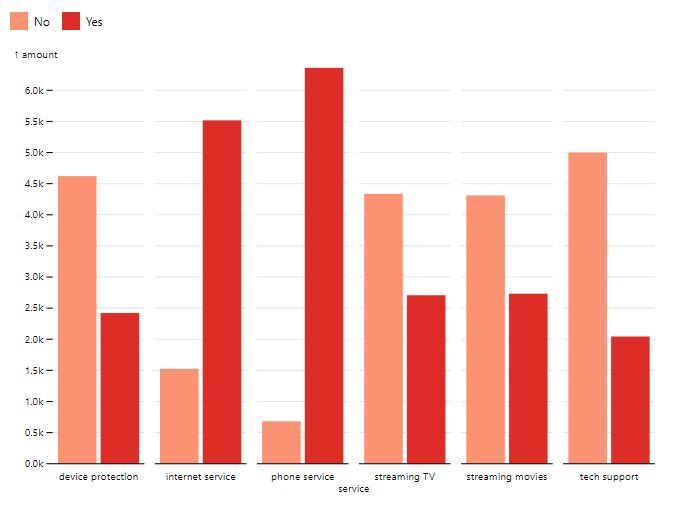 No Yes
↑ amount
6.0k
5.5k
5.0k
4.5k
4.0k
3.5k
3.0k
2.5k
2.0k
1.5k
1.0k
0.5k
0.0k
device protection internet service phone service streaming TV streaming movies tech support
service